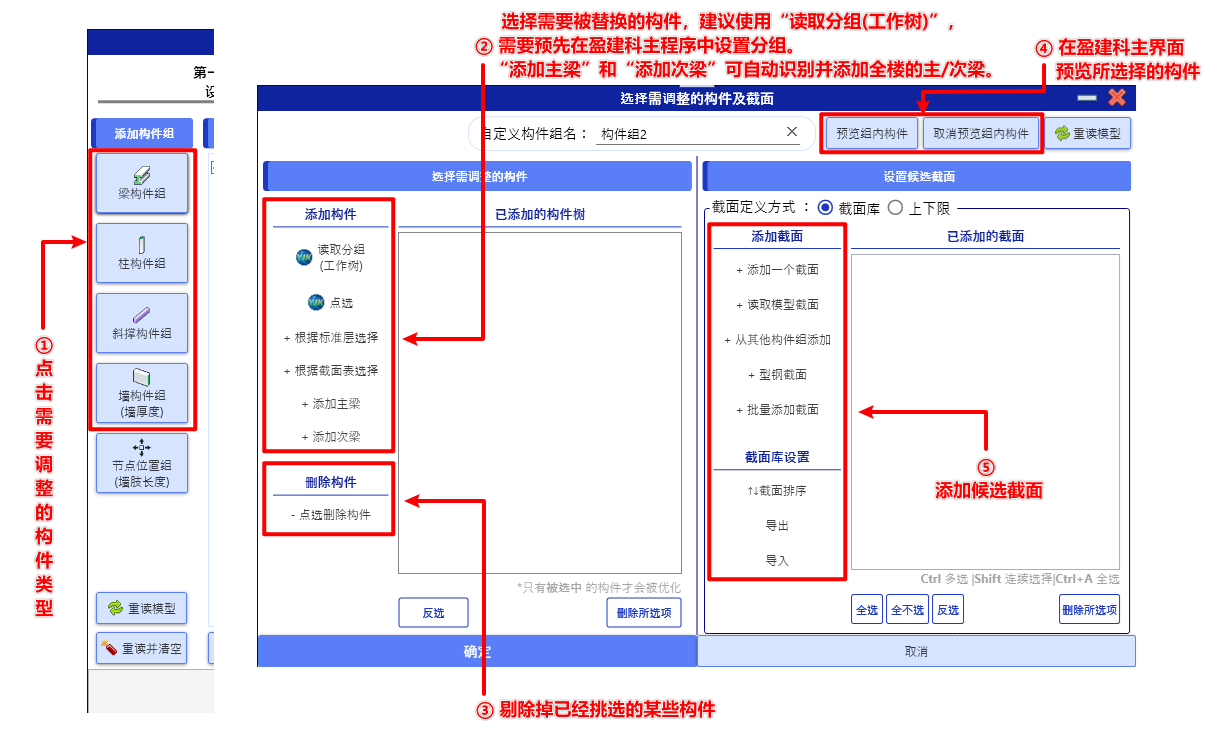 选择需要被替换的构件，建议使用“读取分组(工作树)”,
② 需要预先在盈建科主程序中设置分组。
“添加主梁”和“添加次梁”可自动识别并添加全楼的主/次梁。
④ 在盈建科主界面
预览所选择的构件
第一
设
添加构件组
梁构件组
柱构件组
斜撑构件组
墙构件组
(墙厚度)
节点位置组
(墙肢长度)
重读模型
重读并清空
①点击需要调整的构件类型
选择需调整的构件及截面
自定义构件组名： 构件组2
预览组内构件
取消预览组内构件
重读模型
选择需调整的构件
设置候选截面
添加构件
已添加的构件树
读取分组
(工作树)
点选
+ 根据标准层选择
+ 根据截面表选择
+ 添加主梁
+ 添加次梁
删除构件
- 点选删除构件
*只有被选中 的构件才会被优化
反选
删除所选项
截面定义方式 ： 截面库 上下限
添加截面
已添加的截面
+ 添加一个截面
+ 读取模型截面
+ 从其他构件组添加
+ 型钢截面
+ 批量添加截面
截面库设置
↑↓截面排序
导出
导入
⑤
添加候选截面
Ctrl 多选 |Shift 连续选择|Ctrl+A 全选
全选
全不选
反选
删除所选项
确定
取消
③ 剔除掉已经挑选的某些构件